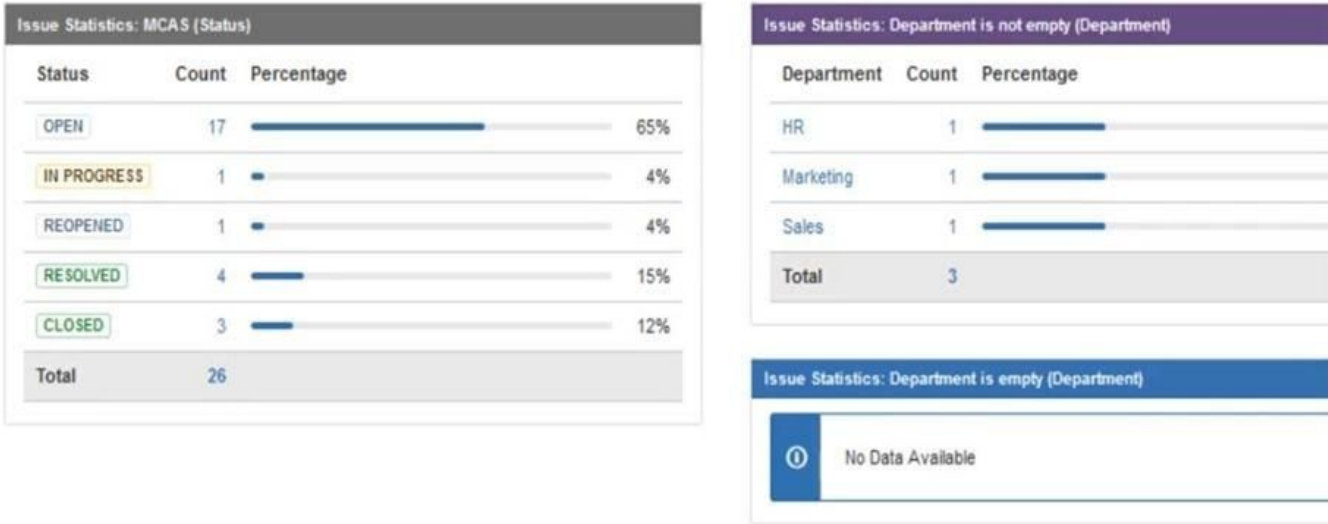 Issue Statistics: MCAS (Status)
Status Count Percentage
OPEN 17 65%
IN PROGRESS 1 4%
REOPENED 1 4%
RESOLVED 4 15%
CLOSED 3 12%
Total 26
Issue Statistics: Department is not empty (Department)
Department Count Percentage
HR 1
Marketing 1
Sales 1
Total 3
Issue Statistics: Department is empty (Department)
No Data Available